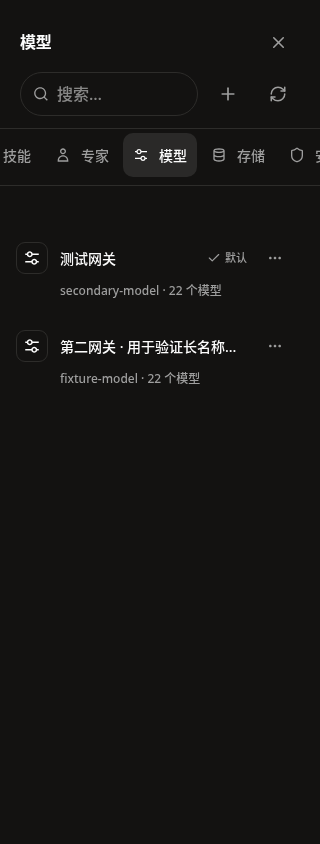 模型
搜索...
技能 专家 模型 存储
测试网关 默认
secondary-model · 22 个模型
第二网关 · 用于验证长名称...
fixture-model · 22 个模型